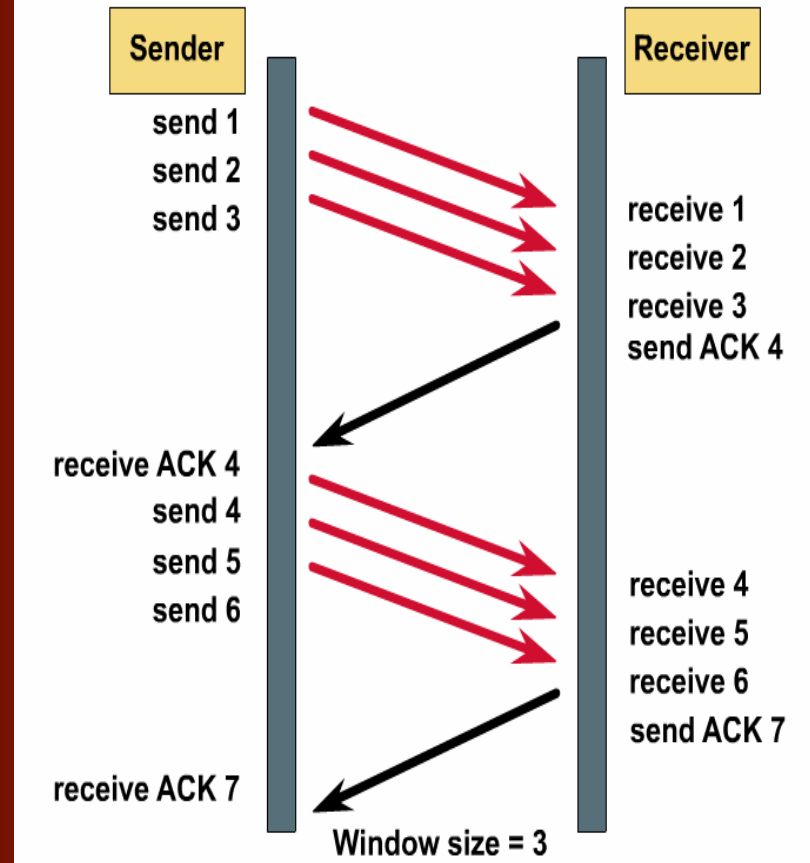 Sender
Receiver
send 1
send 2
send 3
receive 1
receive 2
receive 3
send ACK 4
receive ACK 4
send 4
send 5
send 6
receive 4
receive 5
receive 6
send ACK 7
receive ACK 7
Window size = 3